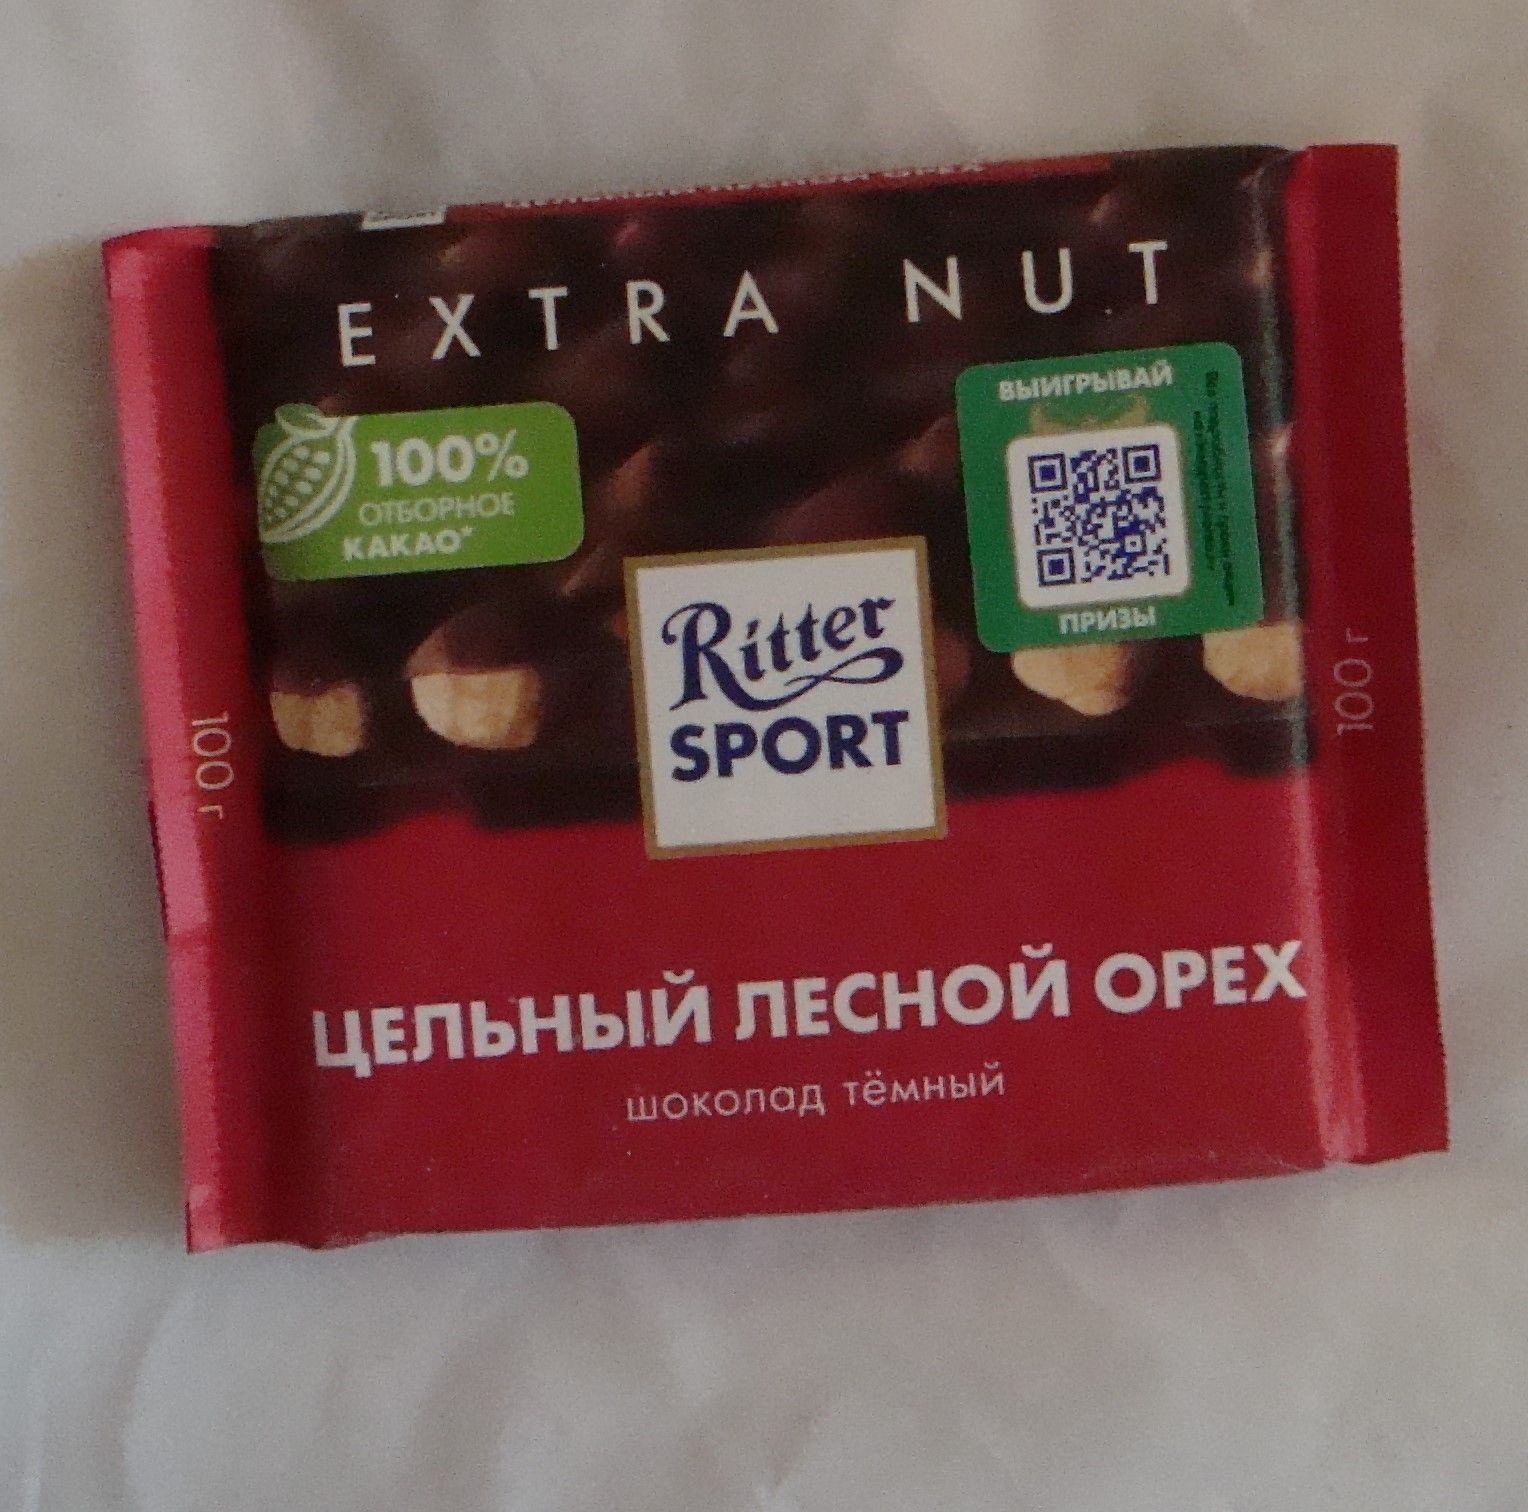 EXTRA NUT
100%
ОТБОРНОЕ
КАКАО*
ВЫИГРЫВАЙ
ПРИЗЫ
Ritter
SPORT
100 г
100 г
ЦЕЛЬНЫЙ ЛЕСНОЙ ОРЕХ
шоколад тёмный